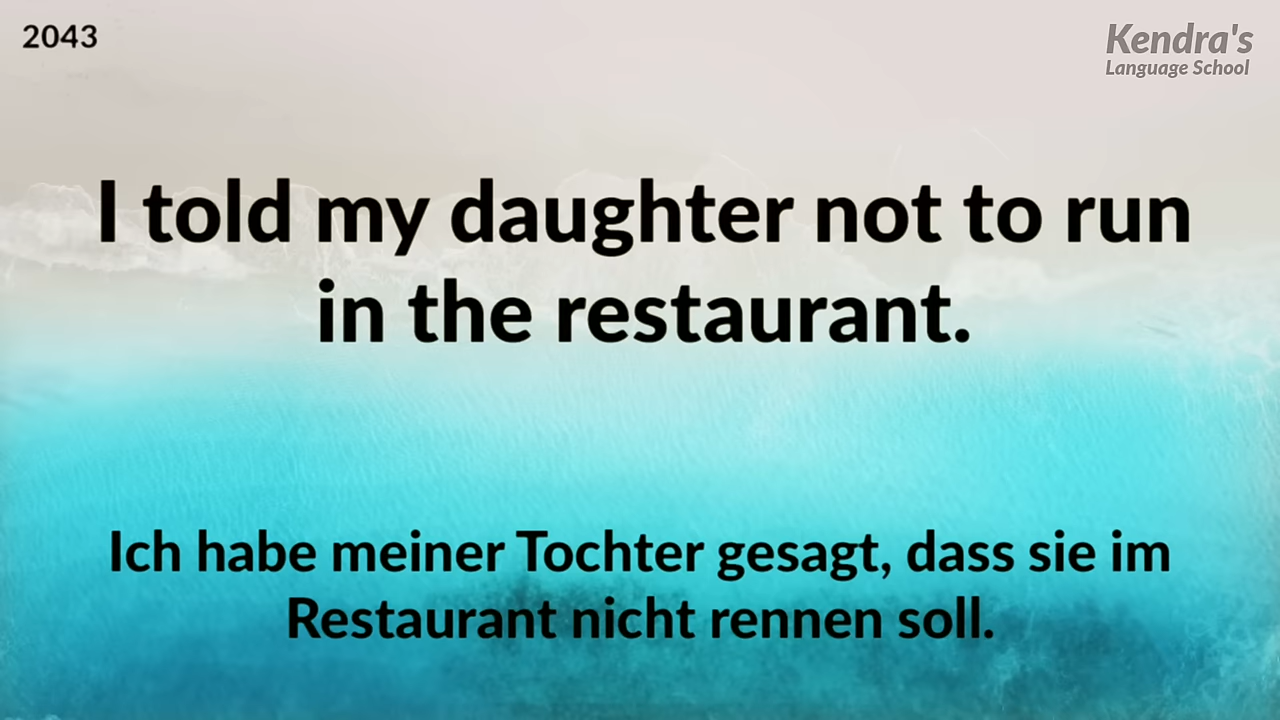 2043
Kendra's
Language School
I told my daughter not to run
in the restaurant.
Ich habe meiner Tochter gesagt, dass sie im
Restaurant nicht rennen soll.